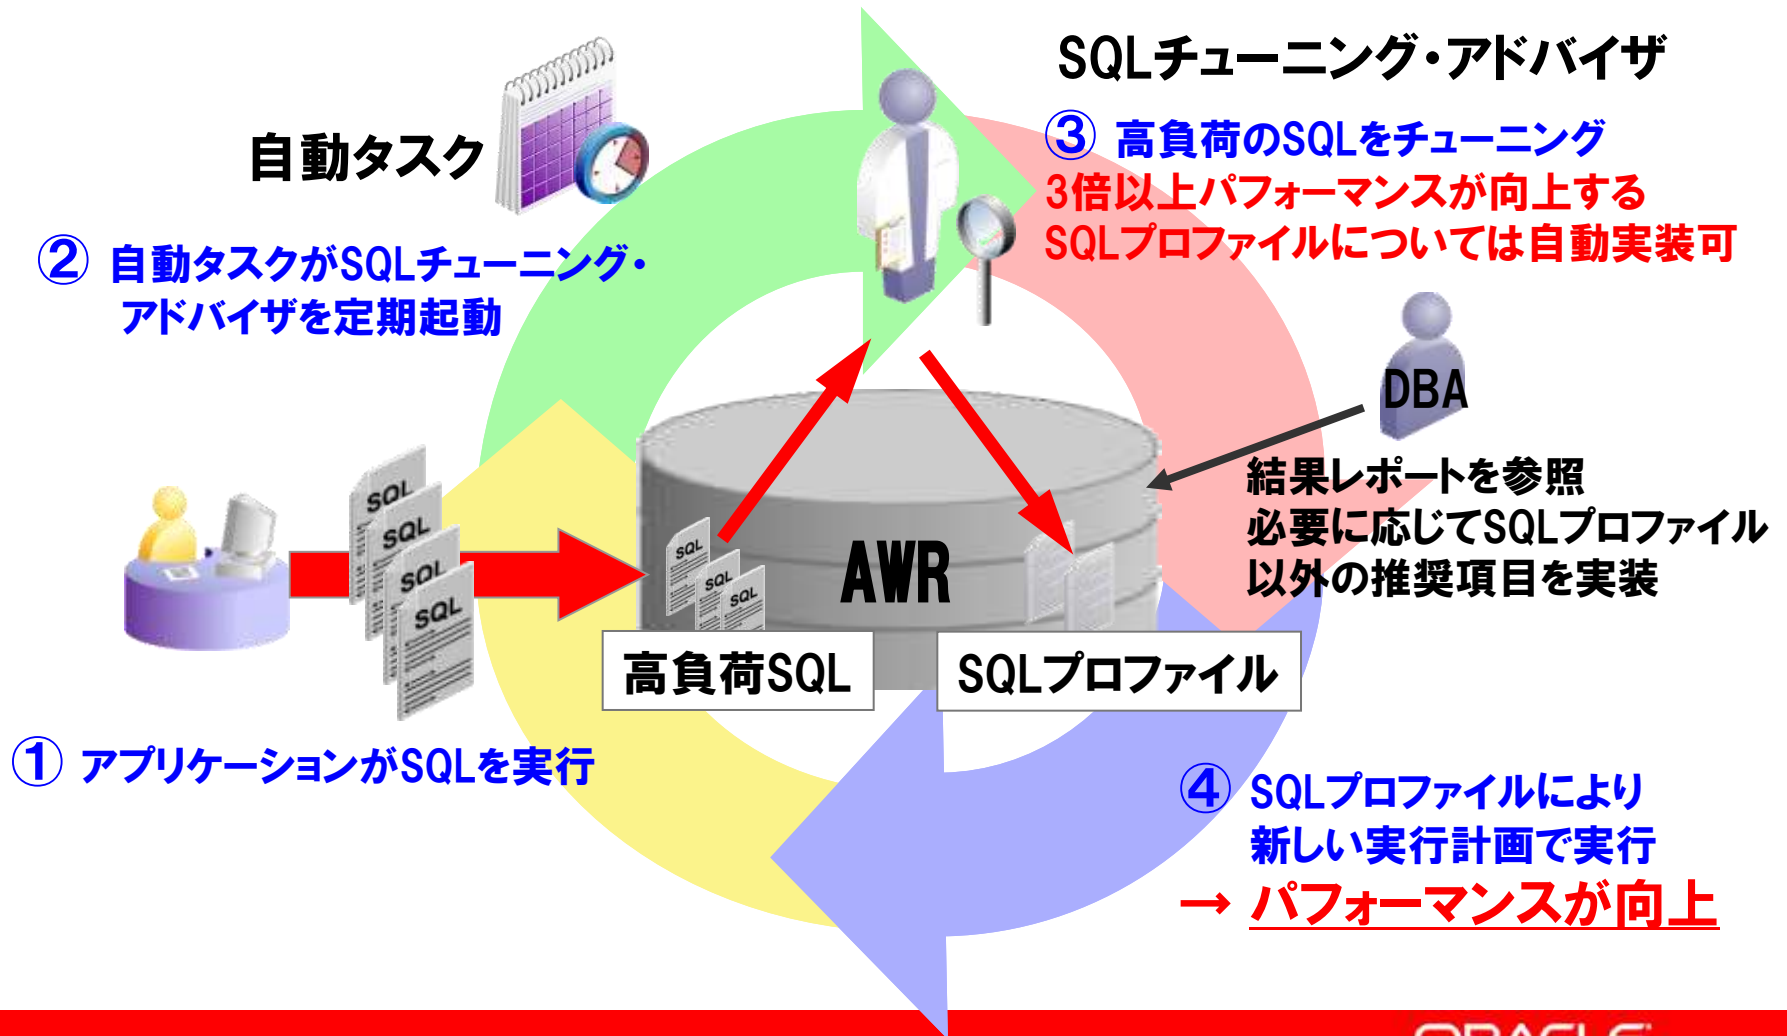 SQLチューニング・アドバイザ
③ 高負荷のSQLをチューニング
3倍以上パフォーマンスが向上する
SQLプロファイルについては自動実装可
自動タスク
② 自動タスクがSQLチューニング・
アドバイザを定期起動
DBA
結果レポートを参照
必要に応じてSQLプロファイル
以外の推奨項目を実装
SQL
SQL
SQL
SQL
SQL
SQL
SQL
AWR
高負荷SQL
SQLプロファイル
① アプリケーションがSQLを実行
④ SQLプロファイルにより
新しい実行計画で実行
→ パフォーマンスが向上
ORACLE